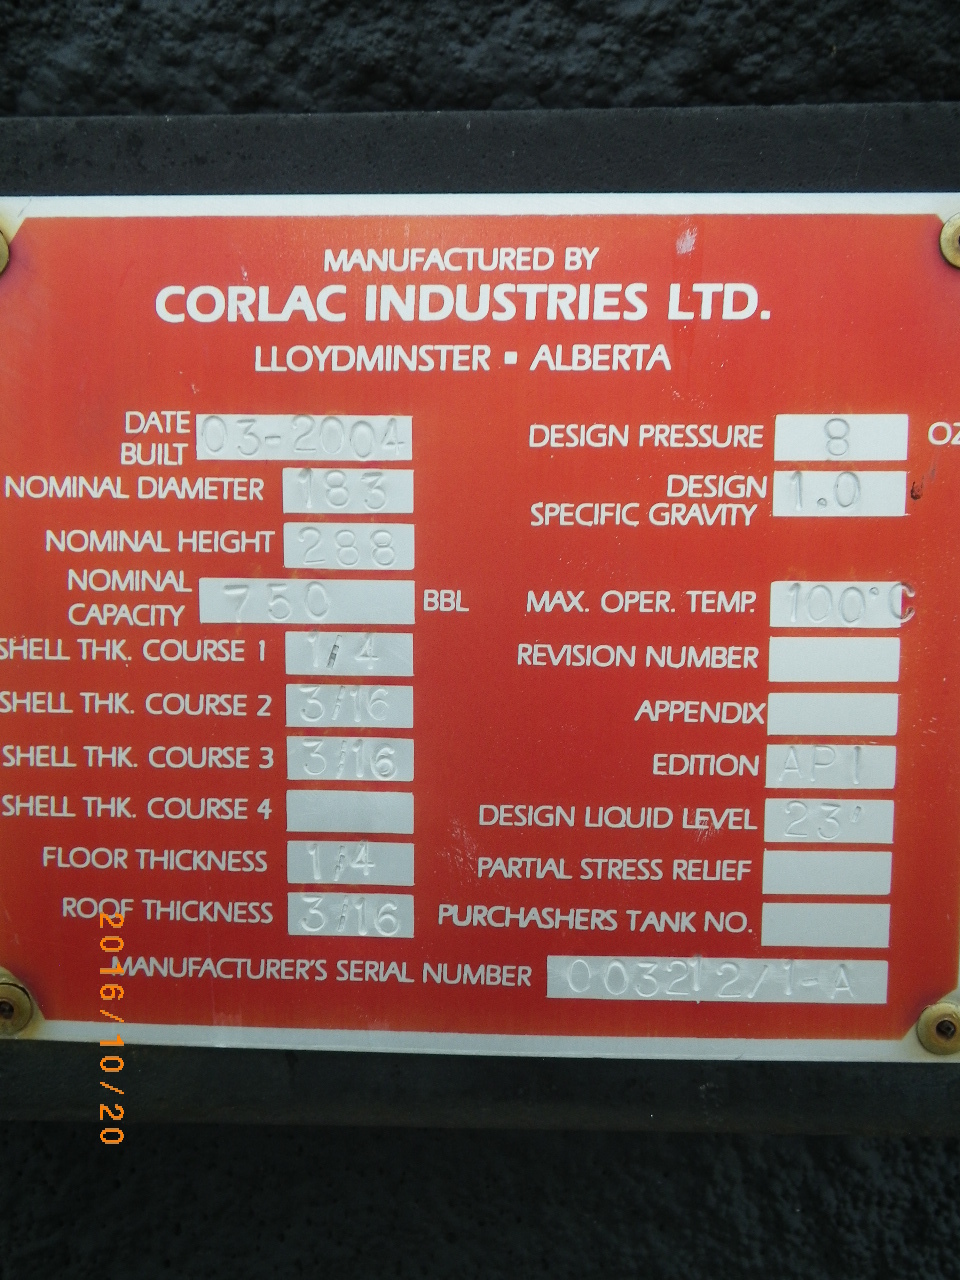 MANUFACTURED BY
CORLAC INDUSTRIES LTD.
LLOYDMINSTER ▪ ALBERTA
DATE BUILT 03-2004
NOMINAL DIAMETER 183
NOMINAL HEIGHT 288
NOMINAL CAPACITY 750 BBL
SHELL THK. COURSE 1 1/4
SHELL THK. COURSE 2 3/16
SHELL THK. COURSE 3 3/16
SHELL THK. COURSE 4
FLOOR THICKNESS 1/4
ROOF THICKNESS 3/16
DESIGN PRESSURE 8 OZ
DESIGN SPECIFIC GRAVITY 1.0
MAX. OPER. TEMP. 100°C
REVISION NUMBER
APPENDIX
EDITION API
DESIGN LIQUID LEVEL 23'
PARTIAL STRESS RELIEF
PURCHASHERS TANK NO.
MANUFACTURER'S SERIAL NUMBER 003212/1-A
2016/10/20